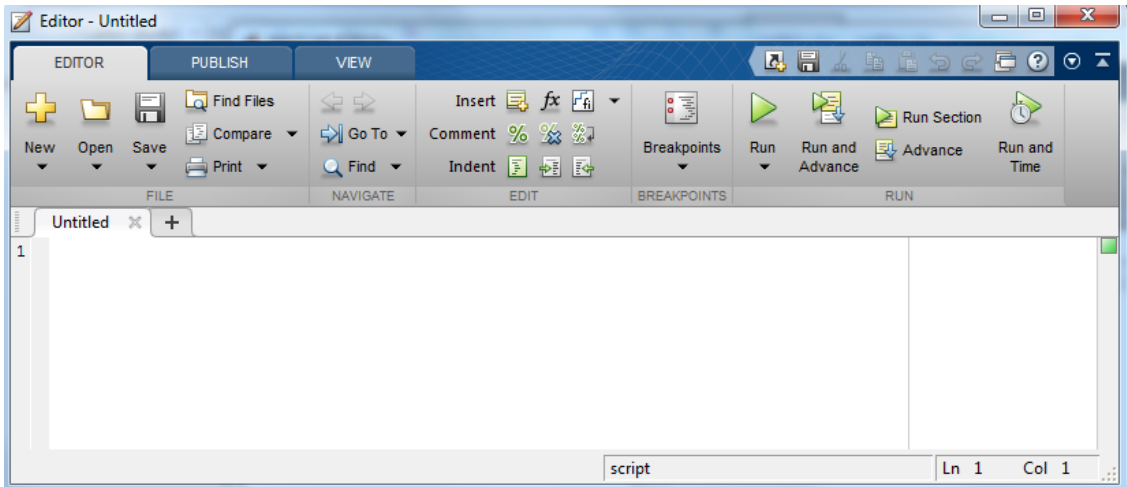 Editor - Untitled
EDITOR PUBLISH VIEW
New Open Save Find Files Compare Print
FILE
Go To Find
NAVIGATE
Insert fx fi
Comment % % %
Indent
EDIT
Breakpoints
BREAKPOINTS
Run Run and Advance Run Section Advance Run and Time
RUN
Untitled +
1
script Ln 1 Col 1